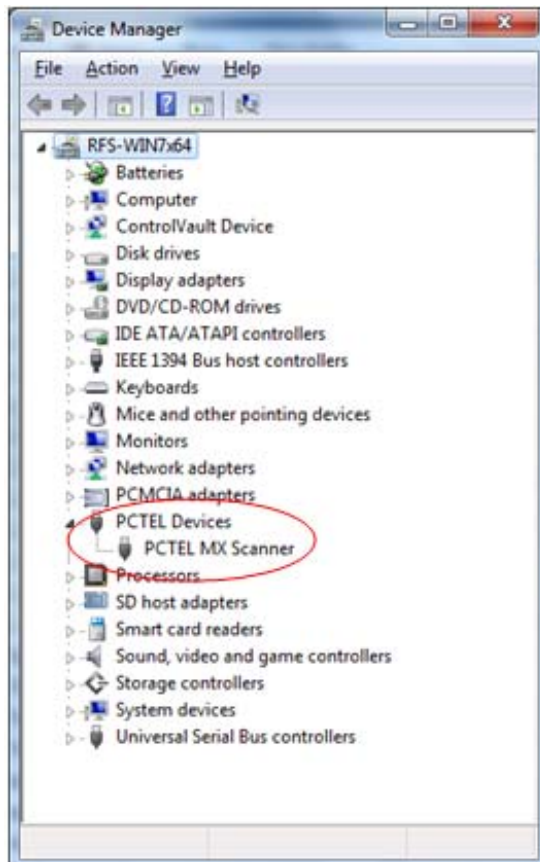 Device Manager
File Action View Help
RFS-WIN7x64
Batteries
Computer
ControlVault Device
Disk drives
Display adapters
DVD/CD-ROM drives
IDE ATA/ATAPI controllers
IEEE 1394 Bus host controllers
Keyboards
Mice and other pointing devices
Monitors
Network adapters
PCMCIA adapters
PCTEL Devices
PCTEL MX Scanner
Processors
SD host adapters
Smart card readers
Sound, video and game controllers
Storage controllers
System devices
Universal Serial Bus controllers